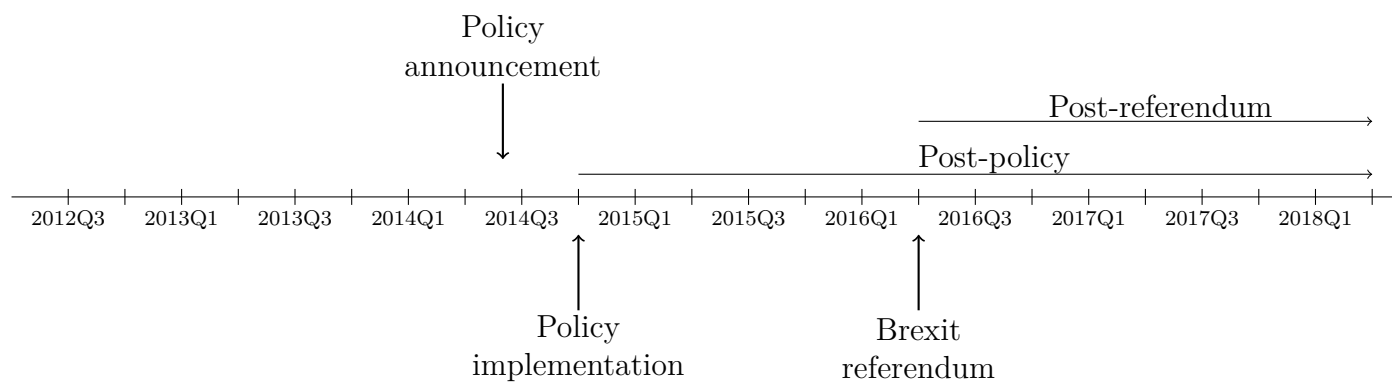 Policy
announcement
Post-referendum
Post-policy
2012Q3 2013Q1 2013Q3 2014Q1 2014Q3 2015Q1 2015Q3 2016Q1 2016Q3 2017Q1 2017Q3 2018Q1
Policy
implementation
Brexit
referendum